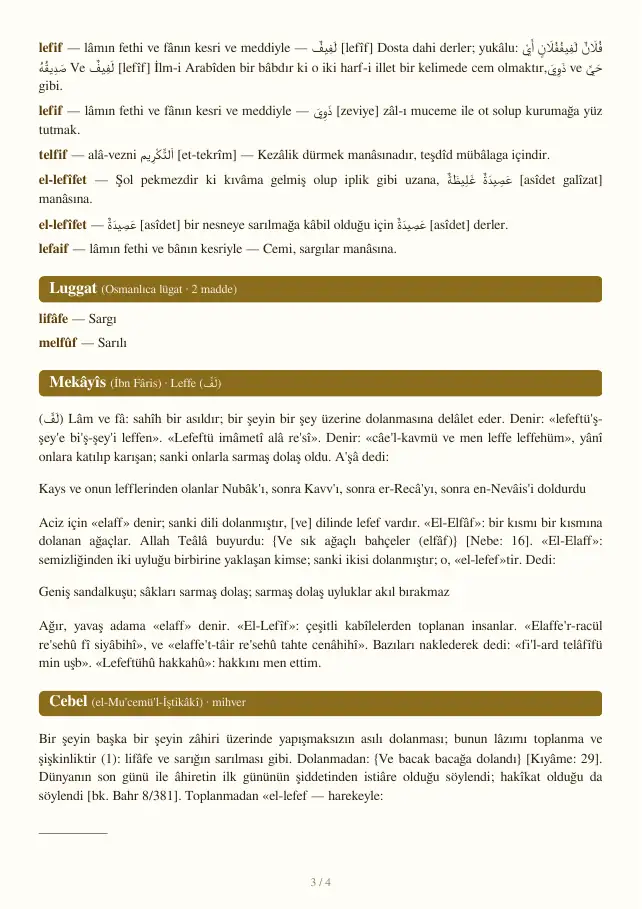 lefif — lâmın fethi ve fânın kesri ve meddiyle — لَفِيفٌ [lefîf] Dosta dahi derler; yukâlu: فُلَانٌ لَفِيفُفُلَانٍ أَيْ
صَدِيقُهُ Ve لَفِيفٌ [lefîf] İlm-i Arabîden bir bâbdır ki o iki harf-i illet bir kelimede cem olmaktır,ذَوِيَ ve حَيَّ
gibi.
lefif — lâmın fethi ve fânın kesri ve meddiyle — ذَوِيَ [zeviye] zâl-ı muceme ile ot solup kurumağa yüz
tutmak.
telfif — alâ-vezni اَلتَّكْرِيم [et-tekrîm] — Kezâlik dürmek manâsınadır, teşdîd mübâlaga içindir.
el-lefîfet — Şol pekmezdir ki kıvâma gelmiş olup iplik gibi uzana, عَصِيدَةٌ غَلِيظَةٌ [asîdet galîzat]
manâsına.
el-lefîfet — عَصِيدَةٌ [asîdet] bir nesneye sarılmağa kâbil olduğu için عَصِيدَةٌ [asîdet] derler.
lefaif — lâmın fethi ve bânın kesriyle — Cemi, sargılar manâsına.
Luggat (Osmanlıca lügat · 2 madde)
lifâfe — Sargı
melfûf — Sarılı
Mekâyîs (İbn Fâris) · Leffe (لَفَّ)
(لَفَّ) Lâm ve fâ: sahîh bir asıldır; bir şeyin bir şey üzerine dolanmasına delâlet eder. Denir: «lefeftü'ş-
şey'e bi'ş-şey'i leffen». «Lefeftü imâmetî alâ re'sî». Denir: «câe'l-kavmü ve men leffe leffehüm», yânî
onlara katılıp karışan; sanki onlarla sarmaş dolaş oldu. A'şâ dedi:
Kays ve onun lefflerinden olanlar Nubâk'ı, sonra Kavv'ı, sonra er-Recâ'yı, sonra en-Nevâis'i doldurdu
Aciz için «elaff» denir; sanki dili dolanmıştır, [ve] dilinde lefef vardır. «El-Elfâf»: bir kısmı bir kısmına
dolanan ağaçlar. Allah Teâlâ buyurdu: {Ve sık ağaçlı bahçeler (elfâf)} [Nebe: 16]. «El-Elaff»:
semizliğinden iki uyluğu birbirine yaklaşan kimse; sanki ikisi dolanmıştır; o, «el-lefef»tir. Dedi:
Geniş sandalkuşu; sâkları sarmaş dolaş; sarmaş dolaş uyluklar akıl bırakmaz
Ağır, yavaş adama «elaff» denir. «El-Lefîf»: çeşitli kabîlelerden toplanan insanlar. «Elaffe'r-racül
re'sehû fî siyâbihî», ve «elaffe't-tâir re'sehû tahte cenâhihî». Bazıları naklederek dedi: «fi'l-ard telâfîfü
min uşb». «Lefeftühû hakkahû»: hakkını men ettim.
Cebel (el-Mu'cemü'l-İştikâkî) · mihver
Bir şeyin başka bir şeyin zâhiri üzerinde yapışmaksızın asılı dolanması; bunun lâzımı toplanma ve
şişkinliktir (1): lifâfe ve sarığın sarılması gibi. Dolanmadan: {Ve bacak bacağa dolandı} [Kıyâme: 29].
Dünyanın son günü ile âhiretin ilk gününün şiddetinden istiâre olduğu söylendi; hakîkat olduğu da
söylendi [bk. Bahr 8/381]. Toplanmadan «el-lefef — harekeyle:
3 / 4